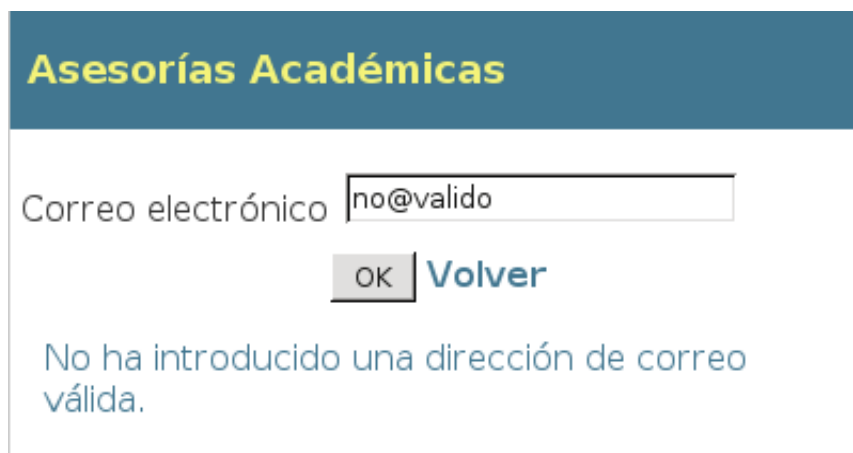 Asesorías Académicas
Correo electrónico no@valido
OK Volver
No ha introducido una dirección de correo
válida.